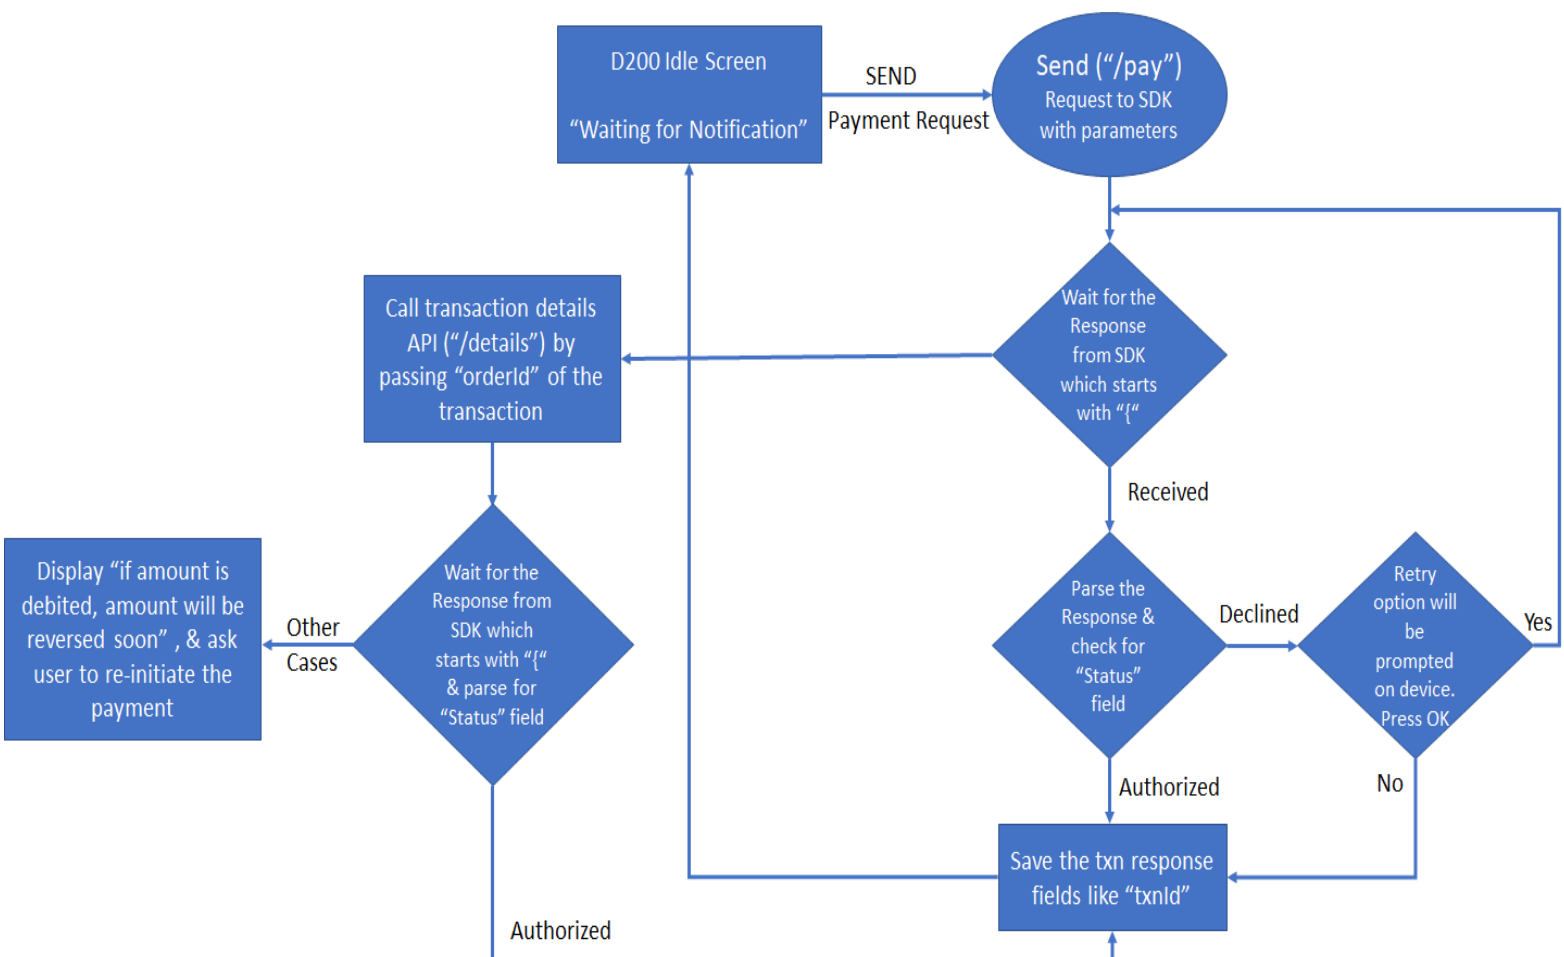 D200 Idle Screen
“Waiting for Notification”
SEND
Payment Request
Send (“/pay”)
Request to SDK
with parameters
Wait for the
Response
from SDK
which starts
with “{“
Call transaction details
API (“/details”) by
passing “orderId” of the
transaction
Received
Wait for the
Response from
SDK which
starts with “{“
& parse for
“Status” field
Other
Cases
Display “if amount is
debited, amount will be
reversed soon” , & ask
user to re-initiate the
payment
Parse the
Response &
check for
“Status”
field
Declined
Retry
option will
be
prompted
on device.
Press OK
Yes
No
Authorized
Save the txn response
fields like “txnId”
Authorized